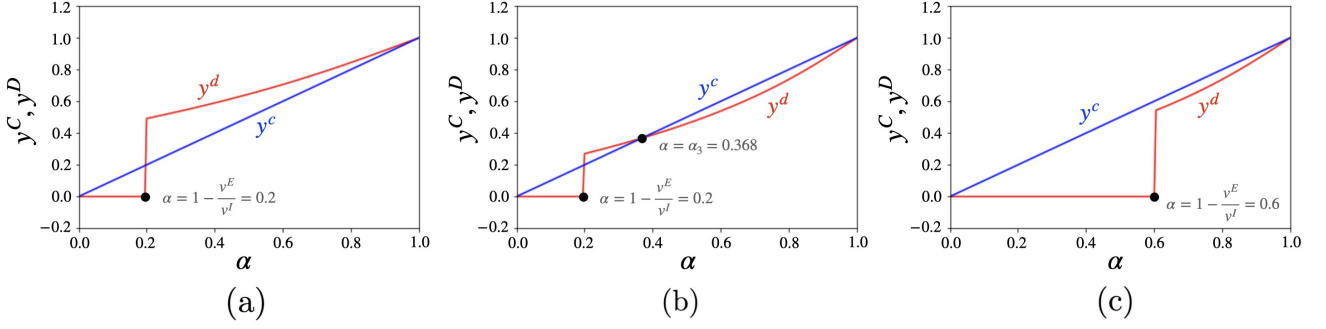 1.2
1.0
0.8
0.6
0.4
0.2
0.0
−0.2
y^C, y^D
y^d
y^c
α = 1 − v^E/v^I = 0.2
0.0 0.2 0.4 0.6 0.8 1.0
α
(a)
1.2
1.0
0.8
0.6
0.4
0.2
0.0
−0.2
y^C, y^D
y^c
y^d
α = α₃ = 0.368
α = 1 − v^E/v^I = 0.2
0.0 0.2 0.4 0.6 0.8 1.0
α
(b)
1.2
1.0
0.8
0.6
0.4
0.2
0.0
−0.2
y^C, y^D
y^c
y^d
α = 1 − v^E/v^I = 0.6
0.0 0.2 0.4 0.6 0.8 1.0
α
(c)